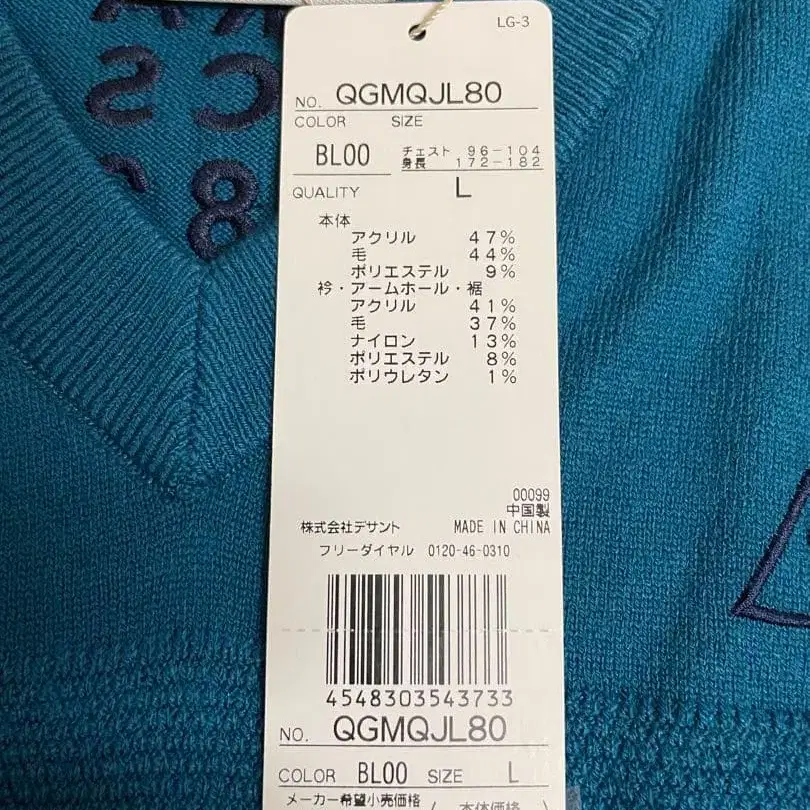 LG-3
NO. QGMQJL80
COLOR SIZE
BL00 チェスト 96-104
身長 172-182
QUALITY L
本体
アクリル 47%
毛 44%
ポリエステル 9%
衿・アームホール・裾
アクリル 41%
毛 37%
ナイロン 13%
ポリエステル 8%
ポリウレタン 1%
00099
中国製
株式会社デサント MADE IN CHINA
フリーダイヤル 0120-46-0310
4548303543733
NO. QGMQJL80
COLOR BL00 SIZE L
メーカー希望小売価格 (本体価格
C S
8